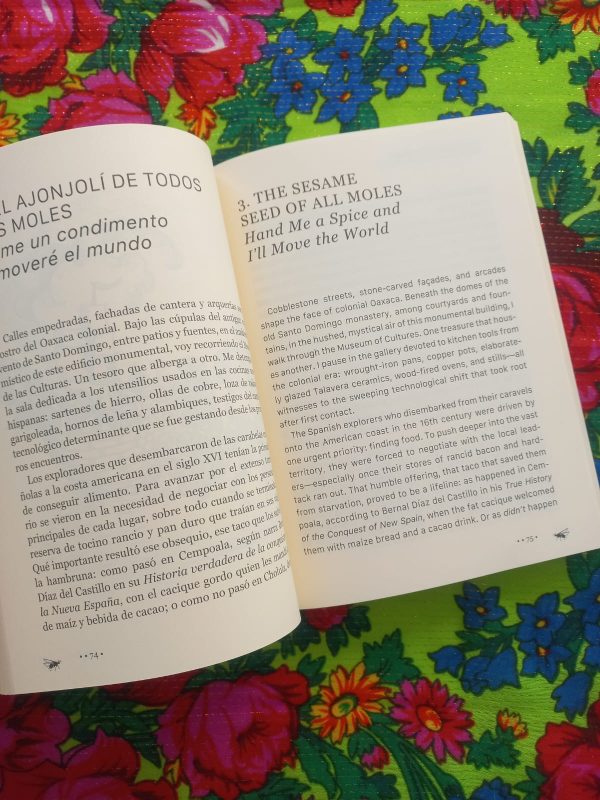 L AJONJOLÍ DE TODOS
S MOLES
me un condimento
moveré el mundo
Calles empedradas, fachadas de cantera y arquerías
ostro del Oaxaca colonial. Bajo las cúpulas del antiguo
vento de Santo Domingo, entre patios y fuentes, en el
místico de este edificio monumental, voy recorriendo el
de las Culturas. Un tesoro que alberga a otro. Me
la sala dedicada a los utensilios usados en las cocinas
hispanas: sartenes de hierro, ollas de cobre, loza de
garigoleada, hornos de leña y alambiques, testigos del
tecnológico determinante que se fue gestando desde los
ros encuentros.
Los exploradores que desembarcaron de las carabelas
ñolas a la costa americana en el siglo XVI tenían la
de conseguir alimento. Para avanzar por el extenso
rio se vieron en la necesidad de negociar con los
principales de cada lugar, sobre todo cuando se
reserva de tocino rancio y pan duro que traían en
Qué importante resultó ese obsequio, ese taco que los
la hambruna: como pasó en Cempoala, según narra
Díaz del Castillo en su Historia verdadera de la
la Nueva España, con el cacique gordo quien les
de maíz y bebida de cacao; o como no pasó en Cholula,
• • 74 •
3. THE SESAME
SEED OF ALL MOLES
Hand Me a Spice and
I'll Move the World
Cobblestone streets, stone-carved façades, and arcades
shape the face of colonial Oaxaca. Beneath the domes of the
old Santo Domingo monastery, among courtyards and foun-
tains, in the hushed, mystical air of this monumental building, I
walk through the Museum of Cultures. One treasure that hous-
es another. I pause in the gallery devoted to kitchen tools from
the colonial era: wrought-iron pans, copper pots, elaborate-
ly glazed Talavera ceramics, wood-fired ovens, and stills—all
witnesses to the sweeping technological shift that took root
after first contact.
The Spanish explorers who disembarked from their caravels
onto the American coast in the 16th century were driven by
one urgent priority: finding food. To push deeper into the vast
territory, they were forced to negotiate with the local lead-
ers—especially once their stores of rancid bacon and hard-
tack ran out. That humble offering, that taco that saved them
from starvation, proved to be a lifeline: as happened in Cem-
poala, according to Bernal Díaz del Castillo in his True History
of the Conquest of New Spain, when the fat cacique welcomed
them with maize bread and a cacao drink. Or as didn't happen
• • 75 •